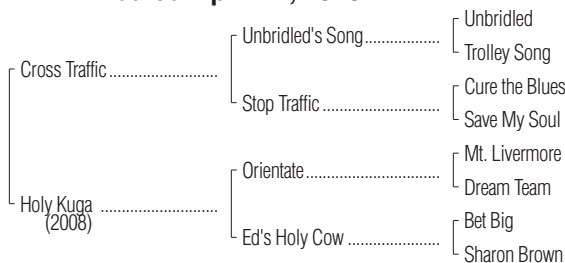 Unbridled
Unbridled's Song
Trolley Song
Cross Traffic
Cure the Blues
Stop Traffic
Save My Soul
Mt. Livermore
Orientate
Dream Team
Holy Kuga
(2008)
Bet Big
Ed's Holy Cow
Sharon Brown